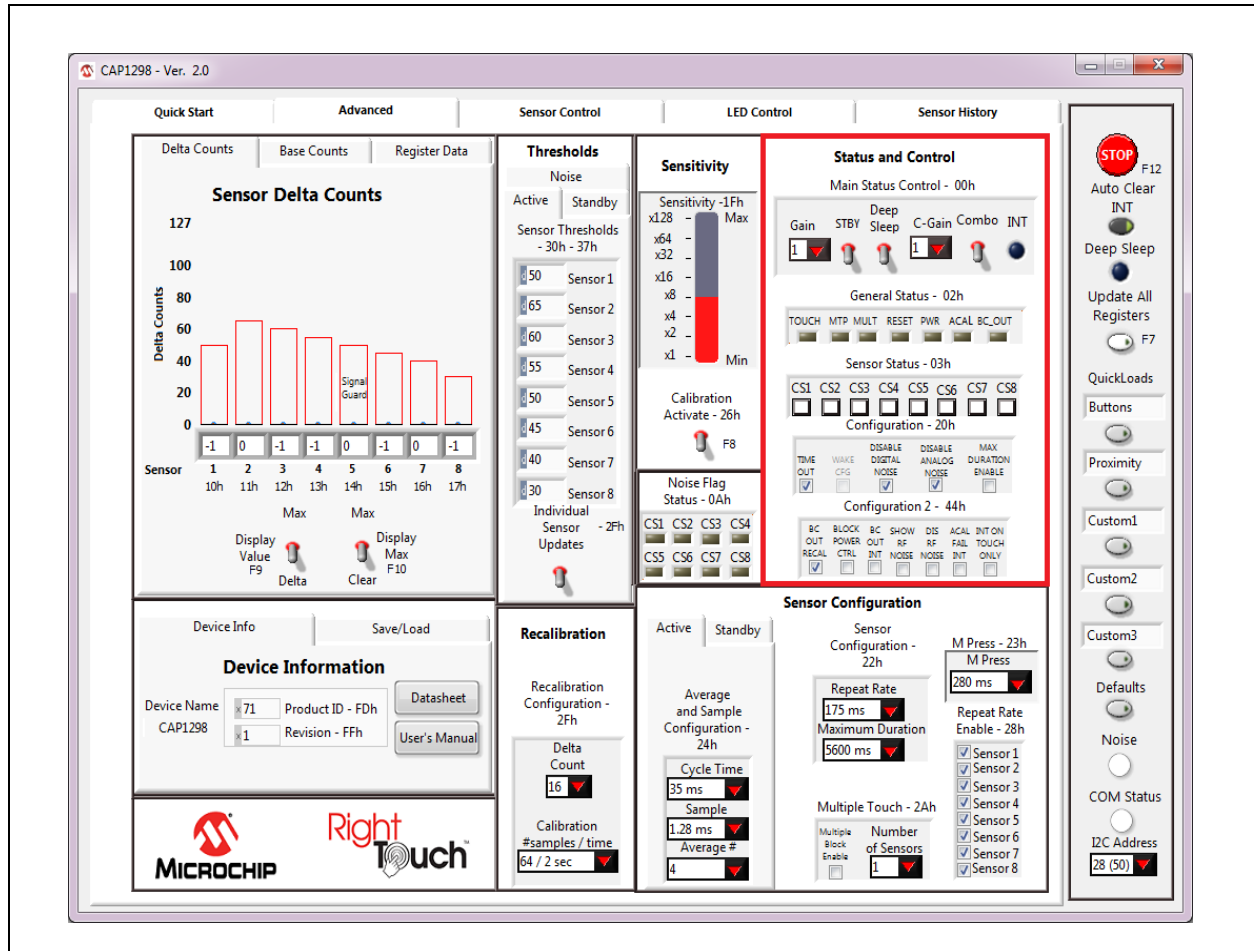 CAP1298 - Ver. 2.0
Quick Start
Advanced
Sensor Control
LED Control
Sensor History
Delta Counts
Base Counts
Register Data
Sensor Delta Counts
Delta Counts
127
100
80
60
40
20
0
Signal
Guard
-1 0 -1 -1 0 -1 0 -1
Sensor 1 2 3 4 5 6 7 8
10h 11h 12h 13h 14h 15h 16h 17h
Max
Display
Value
F9
Delta
Max
Display
Max
F10
Clear
Thresholds
Noise
Active
Standby
Sensor Thresholds
- 30h - 37h
d 50 Sensor 1
d 65 Sensor 2
d 60 Sensor 3
d 55 Sensor 4
d 50 Sensor 5
d 45 Sensor 6
d 40 Sensor 7
d 30 Sensor 8
Individual
Sensor - 2Fh
Updates
Sensitivity
Sensitivity -1Fh
x128 Max
x64
x32
x16
x8
x4
x2
x1 Min
Calibration
Activate - 26h
F8
Noise Flag
Status - 0Ah
CS1 CS2 CS3 CS4
CS5 CS6 CS7 CS8
Status and Control
Main Status Control - 00h
Gain
1
STBY
Deep
Sleep
C-Gain
1
Combo
INT
General Status - 02h
TOUCH MTP MULT RESET PWR ACAL BC_OUT
Sensor Status - 03h
CS1 CS2 CS3 CS4 CS5 CS6 CS7 CS8
Configuration - 20h
TIME
OUT
WAKE
CFG
DISABLE
DIGITAL
NOISE
DISABLE
ANALOG
NOISE
MAX
DURATION
ENABLE
Configuration 2 - 44h
BC
OUT
RECAL
BLOCK
POWER
CTRL
BC
OUT
INT
SHOW
RF
NOISE
DIS
RF
NOISE
ACAL
FAIL
INT
INT ON
TOUCH
ONLY
Device Info
Save/Load
Device Information
Device Name
CAP1298
x 71 Product ID - FDh
x 1 Revision - FFh
Datasheet
User's Manual
MICROCHIP
Right
Touch
Recalibration
Recalibration
Configuration -
2Fh
Delta
Count
16
Calibration
#samples / time
64 / 2 sec
Sensor Configuration
Active
Standby
Average
and Sample
Configuration -
24h
Cycle Time
35 ms
Sample
1.28 ms
Average #
4
Sensor
Configuration -
22h
Repeat Rate
175 ms
Maximum Duration
5600 ms
Multiple Touch - 2Ah
Multiple
Block
Enable
Number
of Sensors
1
M Press - 23h
M Press
280 ms
Repeat Rate
Enable - 28h
Sensor 1
Sensor 2
Sensor 3
Sensor 4
Sensor 5
Sensor 6
Sensor 7
Sensor 8
STOP
F12
Auto Clear
INT
Deep Sleep
Update All
Registers
F7
QuickLoads
Buttons
Proximity
Custom1
Custom2
Custom3
Defaults
Noise
COM Status
I2C Address
28 (50)